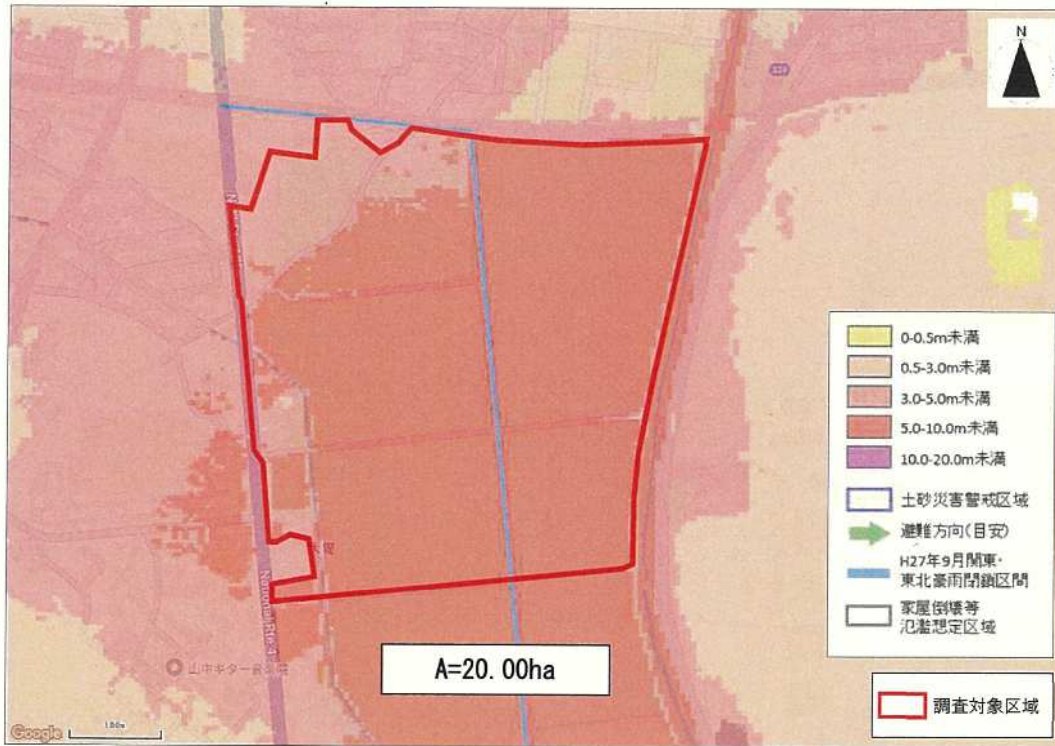 N
129
0-0.5m未満
0.5-3.0m未満
3.0-5.0m未満
5.0-10.0m未満
10.0-20.0m未満
土砂災害警戒区域
避難方向(目安)
H27年9月関東・
東北豪雨閉鎖区間
家屋倒壊等
氾濫想定区域
A=20.00ha
調査対象区域
Google
100m